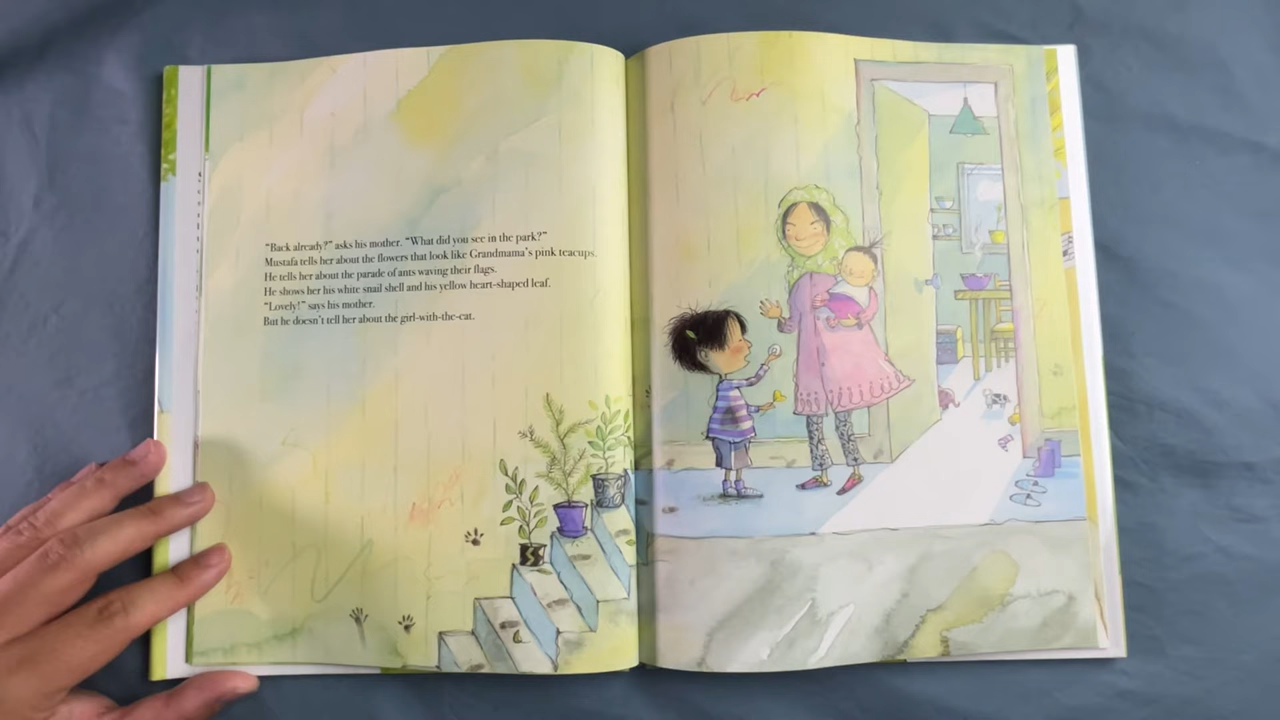 “Back already?” asks his mother. “What did you see in the park?”
Mustafa tells her about the flowers that look like Grandmama’s pink teacups.
He tells her about the parade of ants waving their flags.
He shows her his white snail shell and his yellow heart-shaped leaf.
“Lovely!” says his mother.
But he doesn’t tell her about the girl-with-the-cat.